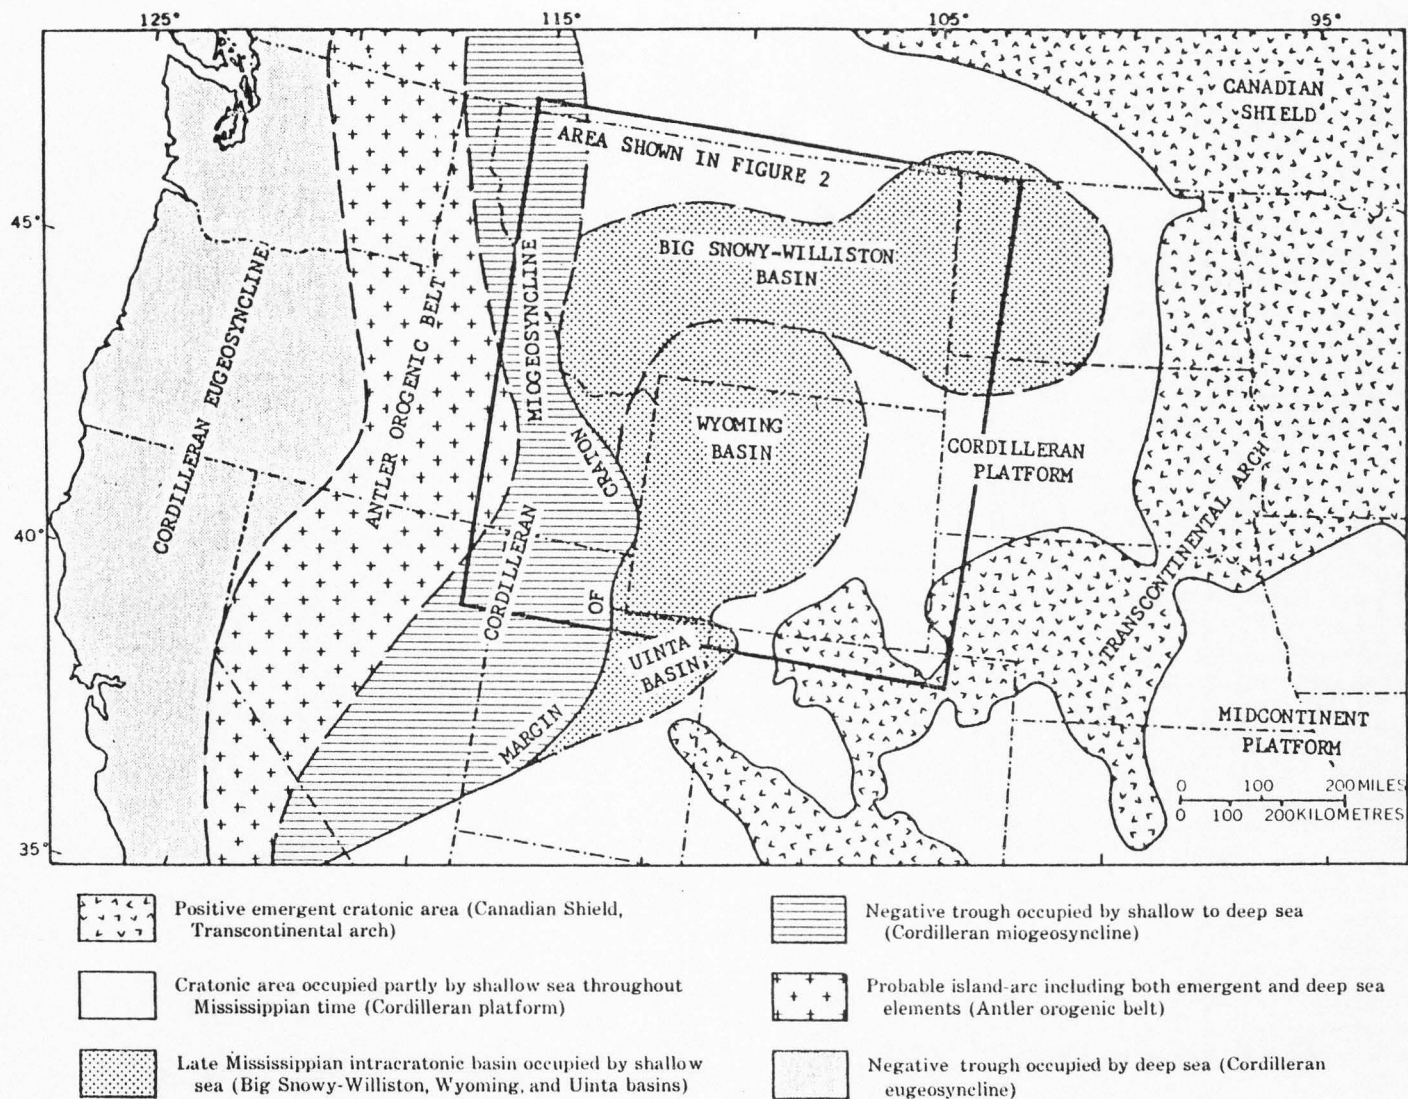 125°
115°
105°
95°
CANADIAN
SHIELD
AREA SHOWN IN FIGURE 2
45°
BIG SNOWY-WILLISTON
BASIN
CORDILLERAN EUGEOSYNCLINE
ANTLER OROGENIC BELT
MIOGEOSYNCLINE
CORDILLERAN
WYOMING
BASIN
CORDILLERAN
PLATFORM
CRATON
OF
MARGIN
40°
TRANSCONTINENTAL ARCH
UINTA
BASIN
MIDCONTINENT
PLATFORM
0 100 200 MILES
0 100 200 KILOMETRES
35°
Positive emergent cratonic area (Canadian Shield,
Transcontinental arch)
Cratonic area occupied partly by shallow sea throughout
Mississippian time (Cordilleran platform)
Late Mississippian intracratonic basin occupied by shallow
sea (Big Snowy-Williston, Wyoming, and Uinta basins)
Negative trough occupied by shallow to deep sea
(Cordilleran miogeosyncline)
Probable island-arc including both emergent and deep sea
elements (Antler orogenic belt)
Negative trough occupied by deep sea (Cordilleran
eugeosyncline)